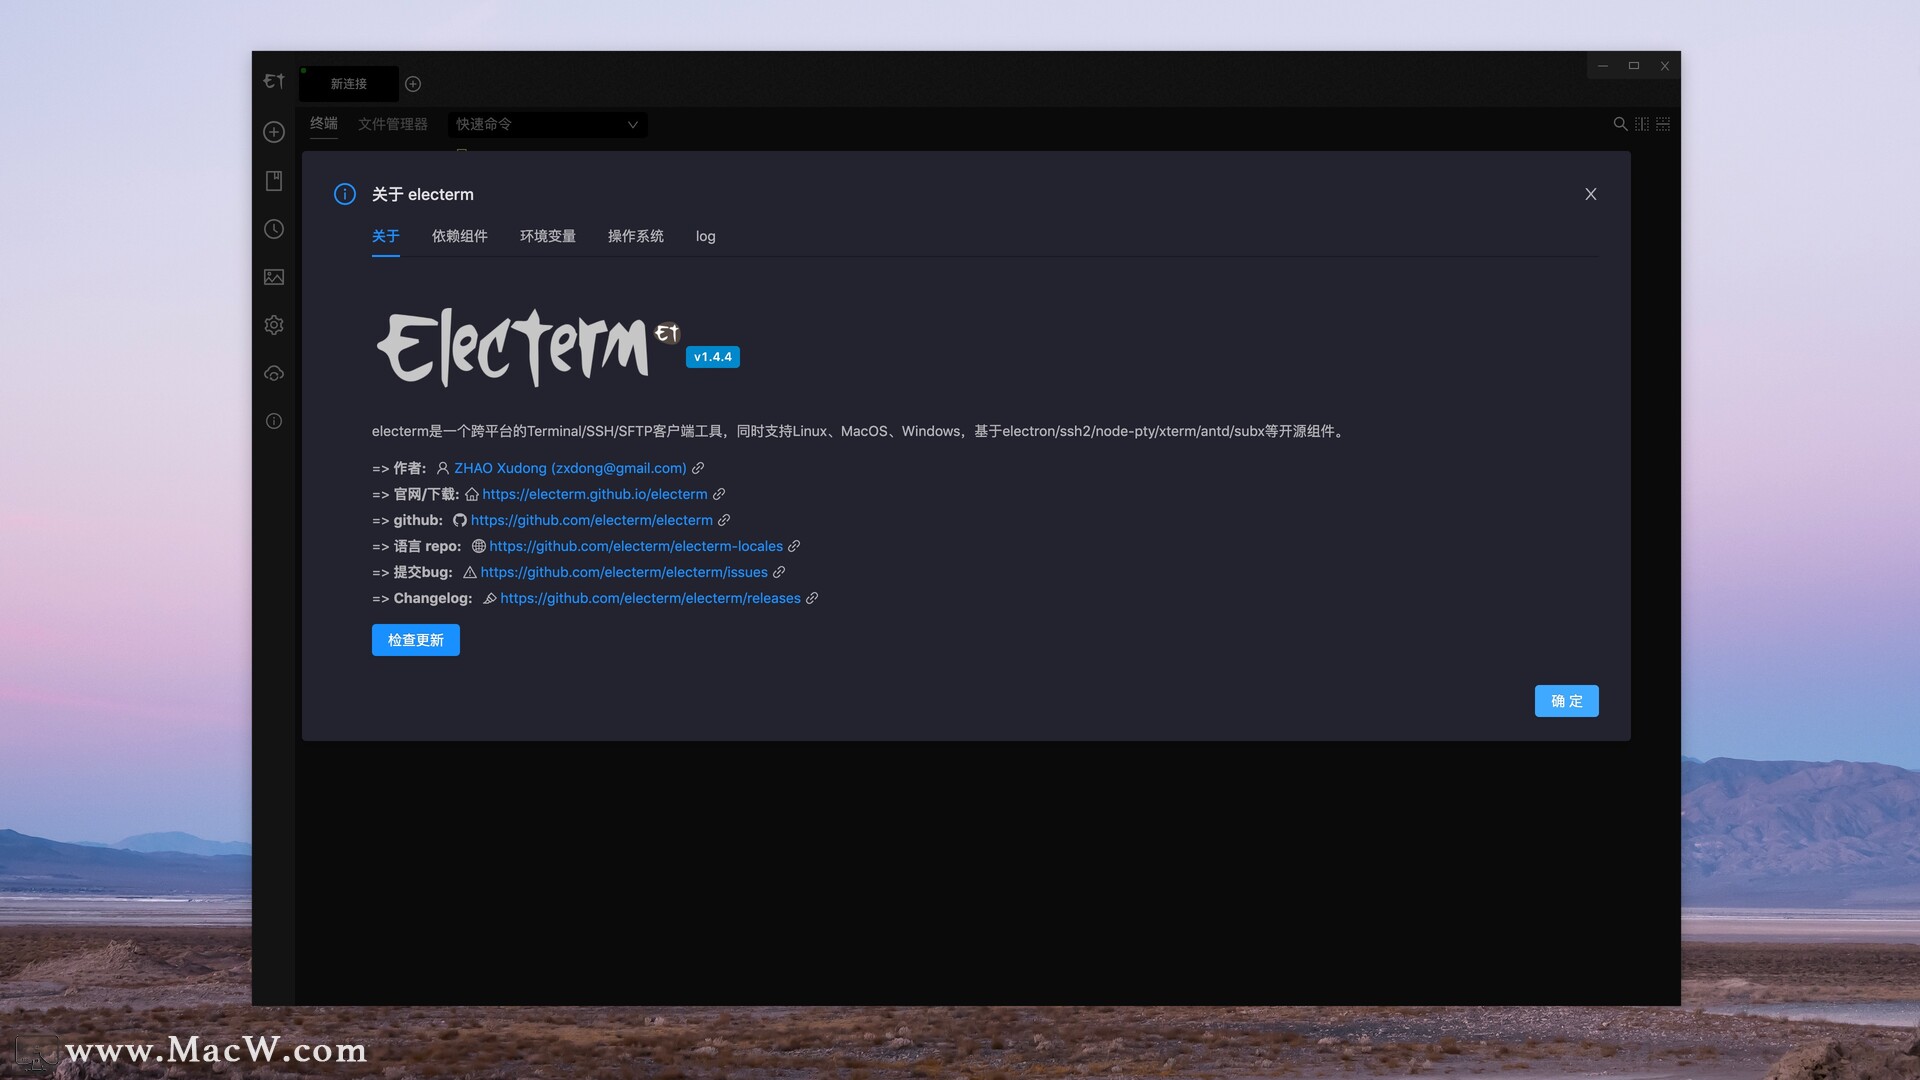 新连接
终端 文件管理器 快速命令
关于 electerm
关于 依赖组件 环境变量 操作系统 log
Electerm
v1.4.4
electerm是一个跨平台的Terminal/SSH/SFTP客户端工具，同时支持Linux、MacOS、Windows，基于electron/ssh2/node-pty/xterm/antd/subx等开源组件。
=> 作者: ZHAO Xudong (zxdong@gmail.com)
=> 官网/下载: https://electerm.github.io/electerm
=> github: https://github.com/electerm/electerm
=> 语言 repo: https://github.com/electerm/electerm-locales
=> 提交bug: https://github.com/electerm/electerm/issues
=> Changelog: https://github.com/electerm/electerm/releases
检查更新
确 定
www.MacW.com